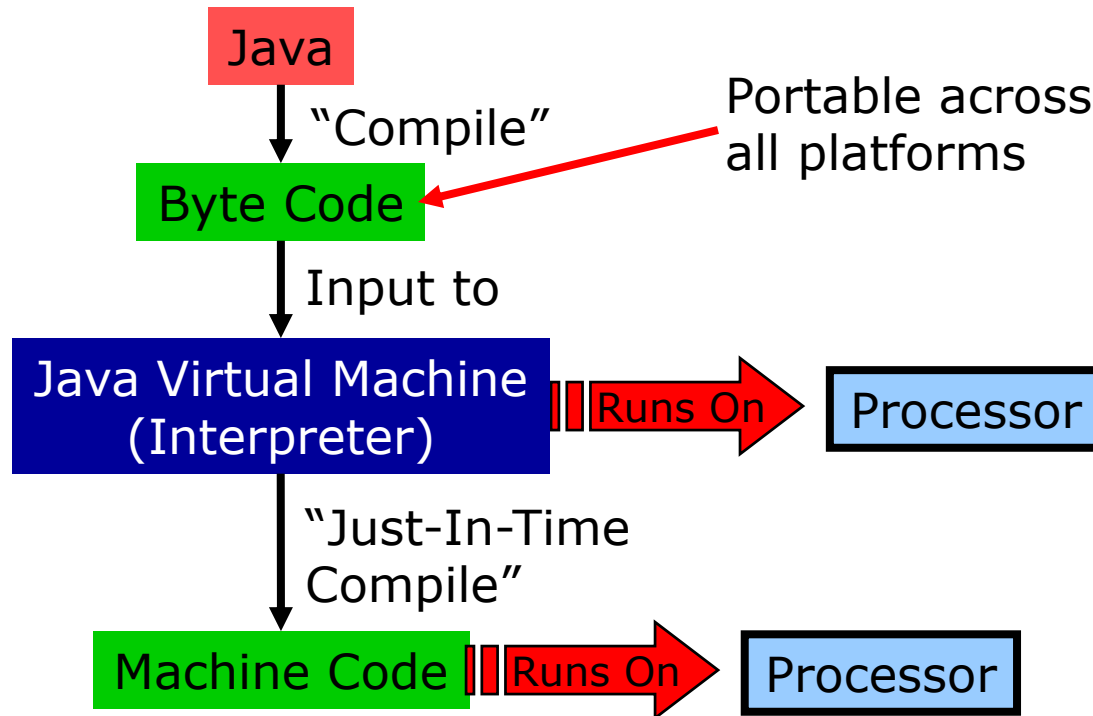 Java
“Compile”
Portable across
all platforms
Byte Code
Input to
Java Virtual Machine
(Interpreter)
Runs On
Processor
“Just-In-Time
Compile”
Machine Code
Runs On
Processor